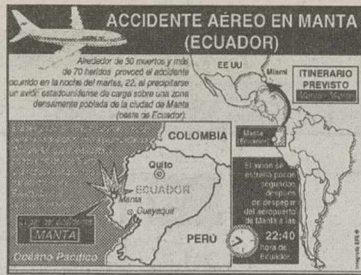 ACCIDENTE AÉREO EN MANTA
(ECUADOR)
Alrededor de 30 muertos y más
de 70 heridos provocó el accidente
ocurrido en la noche del martes, 22, al precipitarse
un avión estadounidense de carga sobre una zona
densamente poblada de la ciudad de Manta
(oeste de Ecuador).
EE UU
Miami
ITINERARIO
PREVISTO
Manta
(Ecuador)
COLOMBIA
Quito
ECUADOR
Manta
Guayaquil
MANTA
PERÚ
Océano Pacífico
El avión se
estrelló pocos
segundos
después
de despegar
del aeropuerto
de Manta a las
22:40
hora de
Ecuador.